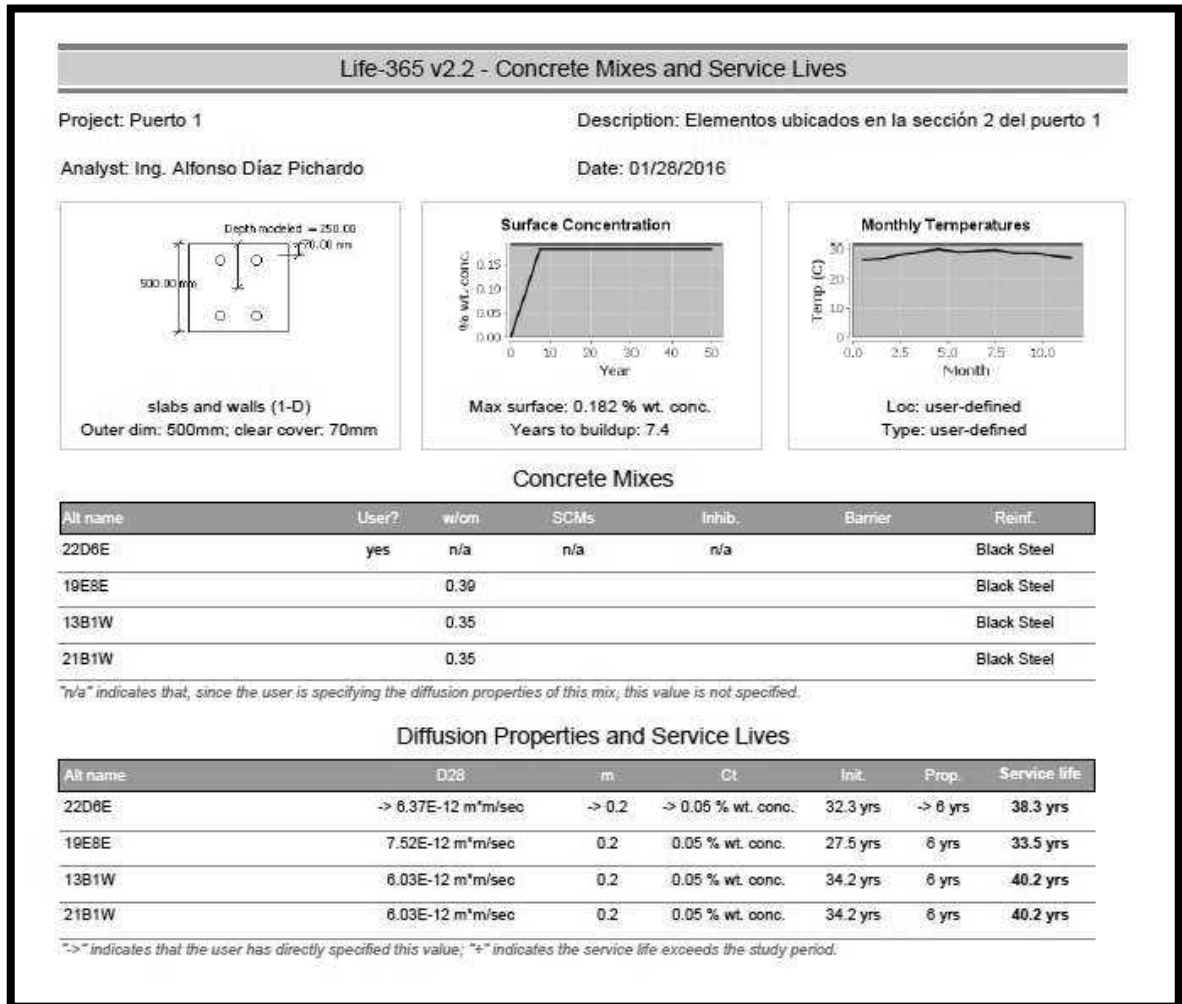 Life-365 v2.2 - Concrete Mixes and Service Lives
Project: Puerto 1 Description: Elementos ubicados en la sección 2 del puerto 1
Analyst: Ing. Alfonso Díaz Pichardo Date: 01/28/2016
Depth modeled = 250.00
70.00 mm
500.00 mm
slabs and walls (1-D)
Outer dim: 500mm; clear cover: 70mm
Surface Concentration
% wt. conc.
0.15
0.10
0.05
0.00
0 10 20 30 40 50
Year
Max surface: 0.182 % wt. conc.
Years to buildup: 7.4
Monthly Temperatures
Temp (C)
30
20
10
0
0.0 2.5 5.0 7.5 10.0
Month
Loc: user-defined
Type: user-defined
Concrete Mixes
Alt name User? w/cm SCMs Inhib. Barrier Reinf.
22D6E yes n/a n/a n/a Black Steel
19E8E 0.39 Black Steel
13B1W 0.35 Black Steel
21B1W 0.35 Black Steel
"n/a" indicates that, since the user is specifying the diffusion properties of this mix, this value is not specified.
Diffusion Properties and Service Lives
Alt name D28 m Ct Init. Prop. Service life
22D6E -> 6.37E-12 m*m/sec -> 0.2 -> 0.05 % wt. conc. 32.3 yrs -> 6 yrs 38.3 yrs
19E8E 7.52E-12 m*m/sec 0.2 0.05 % wt. conc. 27.5 yrs 6 yrs 33.5 yrs
13B1W 6.03E-12 m*m/sec 0.2 0.05 % wt. conc. 34.2 yrs 6 yrs 40.2 yrs
21B1W 6.03E-12 m*m/sec 0.2 0.05 % wt. conc. 34.2 yrs 6 yrs 40.2 yrs
"->" indicates that the user has directly specified this value; "+" indicates the service life exceeds the study period.